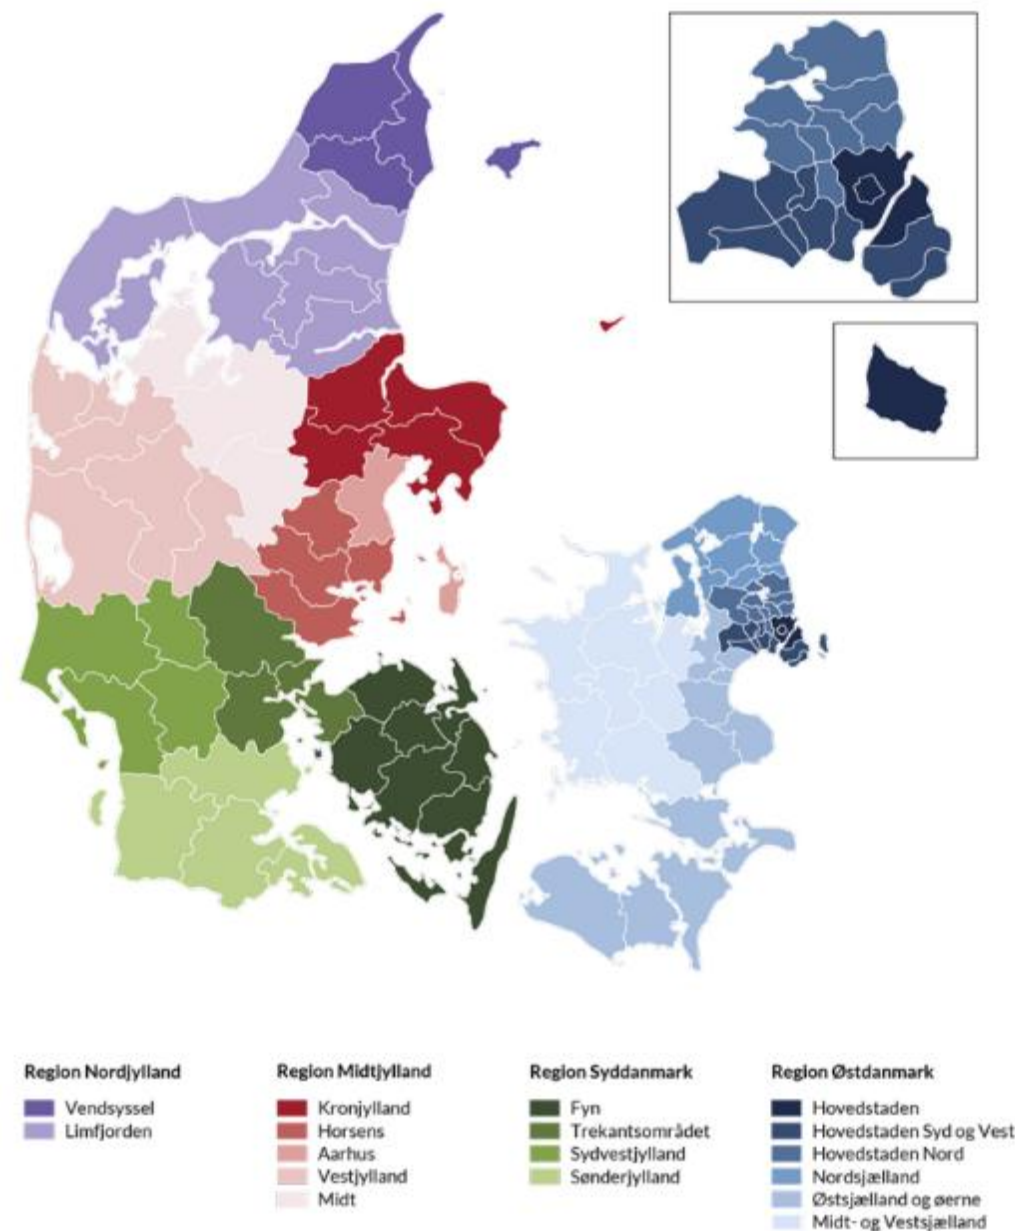 Region Nordjylland
Vendsyssel
Limfjorden
Region Midtjylland
Kronjylland
Horsens
Aarhus
Vestjylland
Midt
Region Syddanmark
Fyn
Trekantsområdet
Sydvestjylland
Sønderjylland
Region Østdanmark
Hovedstaden
Hovedstaden Syd og Vest
Hovedstaden Nord
Nordsjælland
Østsjælland og øerne
Midt- og Vestsjælland